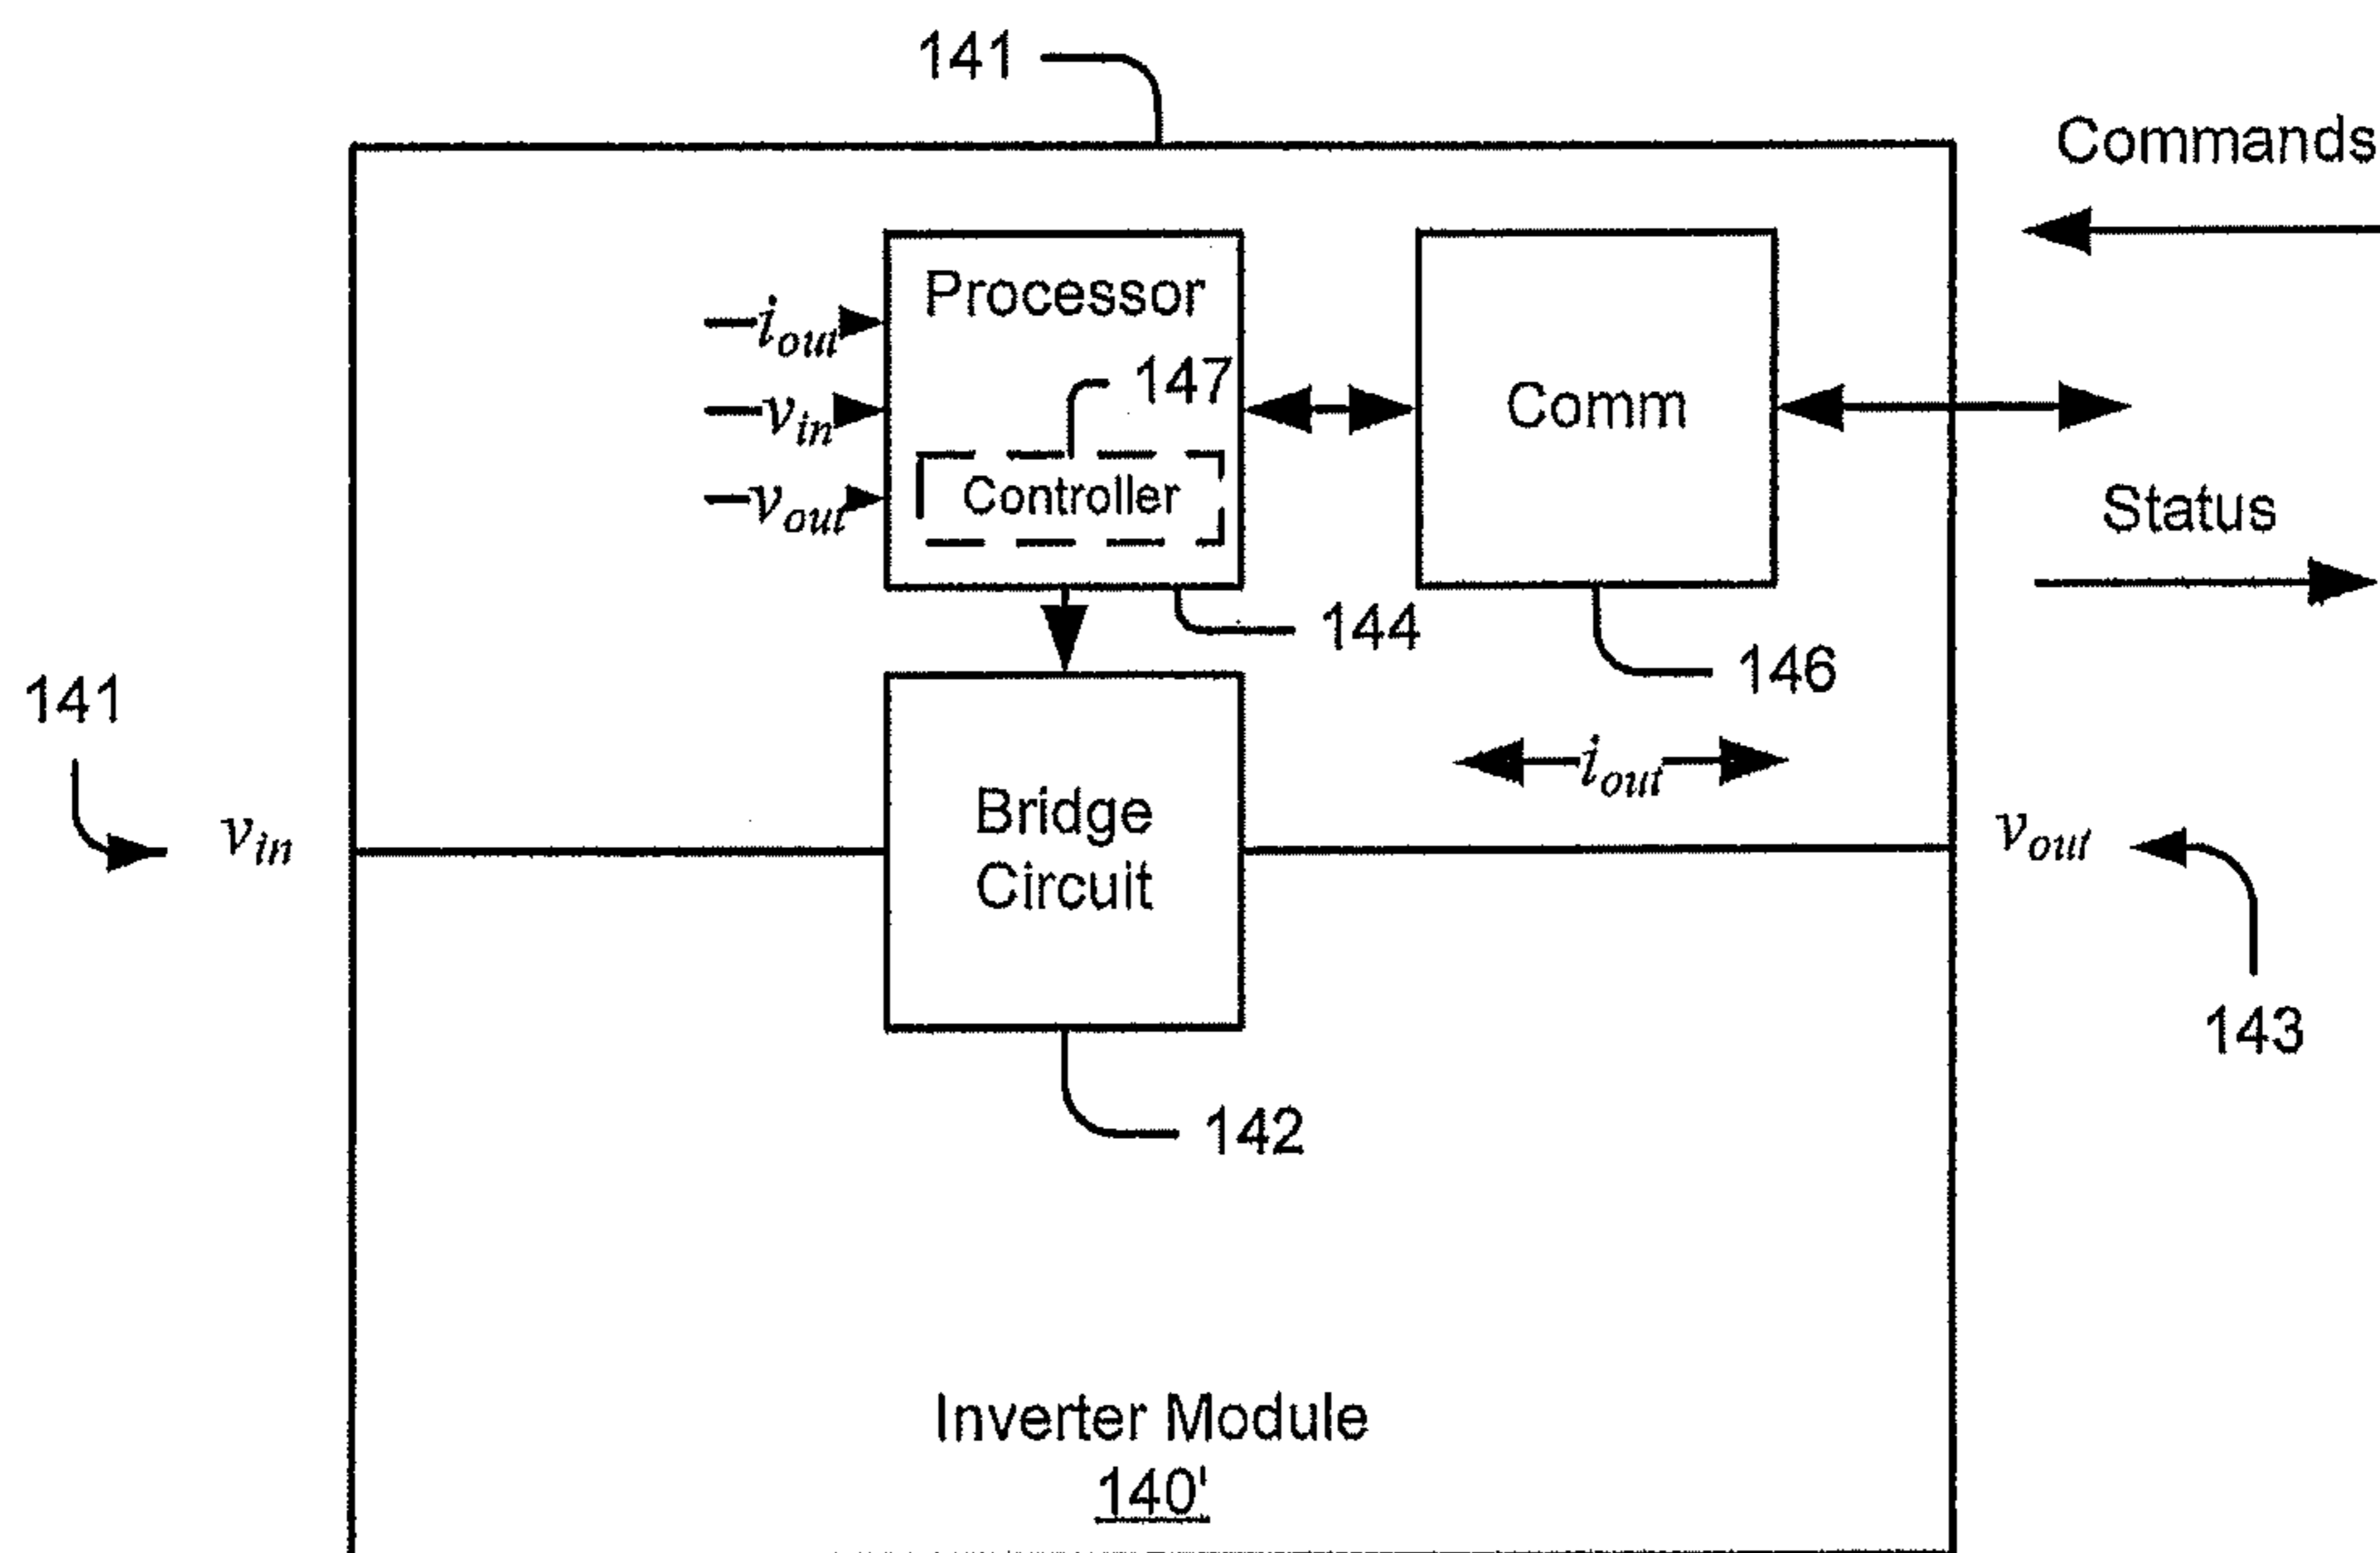 141
Commands
Processor
i_out
147
v_in
Comm
Controller
v_out
Status
144
146
141
i_out
v_in
Bridge
Circuit
v_out
143
142
Inverter Module
140'